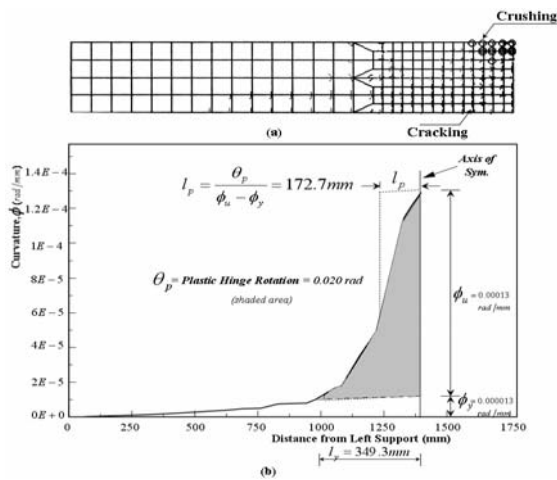 Crushing
(a)
Cracking
Curvature, ϕ (rad/mm)
1.4E-4
1.2E-4
8E-5
6E-5
4E-5
2E-5
0E+0
l_p = θ_p / (ϕ_u − ϕ_y) = 172.7mm
l_p
Axis of
Sym.
θ_p = Plastic Hinge Rotation = 0.020 rad
(shaded area)
ϕ_u = 0.00013
rad/mm
ϕ_y = 0.000013
rad/mm
0 250 500 750 1000 1250 1500 1750
Distance from Left Support (mm)
l_y = 349.3mm
(b)